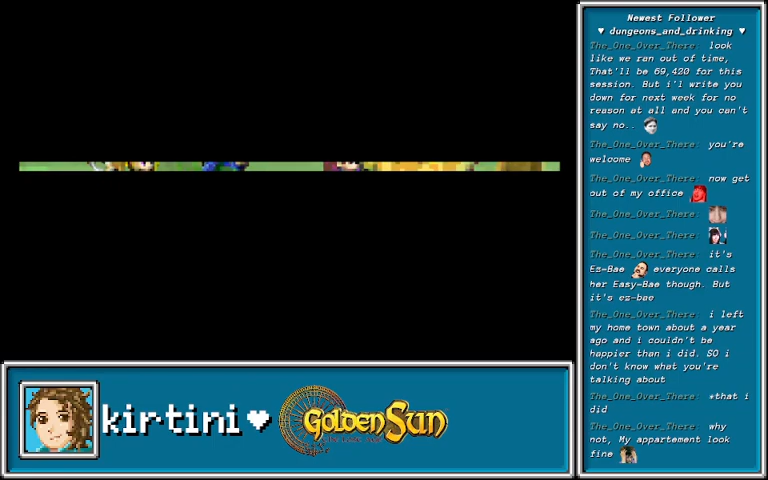 Newest Follower
♥ dungeons_and_drinking ♥
The_One_Over_There: look
like we ran out of time,
That'll be 69,420 for this
session. But i'll write you
down for next week for no
reason at all and you can't
say no..
The_One_Over_There: you're
welcome
The_One_Over_There: now get
out of my office
The_One_Over_There:
The_One_Over_There:
The_One_Over_There: it's
Ez-Bae everyone calls
her Easy-Bae though. But
it's ez-bae
The_One_Over_There: i left
my home town about a year
ago and i couldn't be
happier than i did. SO i
don't know what you're
talking about
The_One_Over_There: *that i
did
The_One_Over_There: why
not, My appartement look
fine
kirtini ♥
Golden Sun